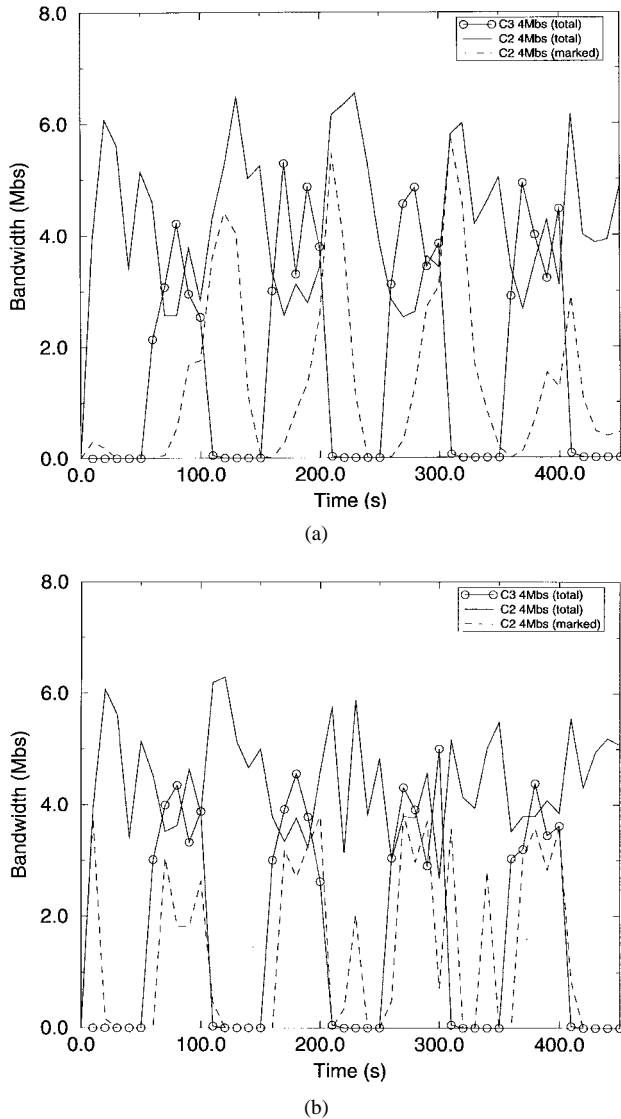 8.0
C3 4Mbs (total)
C2 4Mbs (total)
C2 4Mbs (marked)
6.0
4.0
2.0
0.0
Bandwidth (Mbs)
0.0 100.0 200.0 300.0 400.0
Time (s)
(a)
8.0
C3 4Mbs (total)
C2 4Mbs (total)
C2 4Mbs (marked)
6.0
4.0
2.0
0.0
Bandwidth (Mbs)
0.0 100.0 200.0 300.0 400.0
Time (s)
(b)